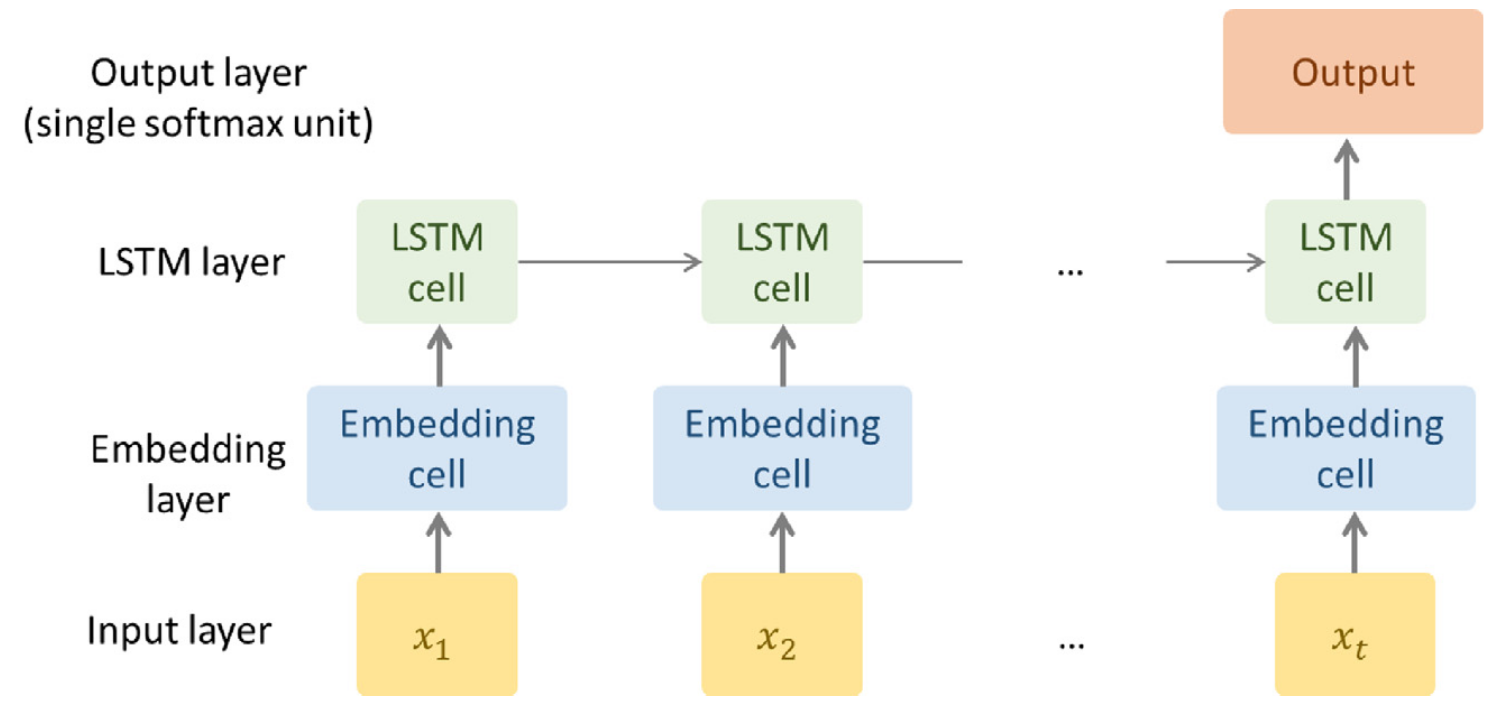 Output layer
(single softmax unit)
Output
LSTM layer
LSTM
cell
LSTM
cell
...
LSTM
cell
Embedding
layer
Embedding
cell
Embedding
cell
Embedding
cell
Input layer
x₁
x₂
...
xₜ